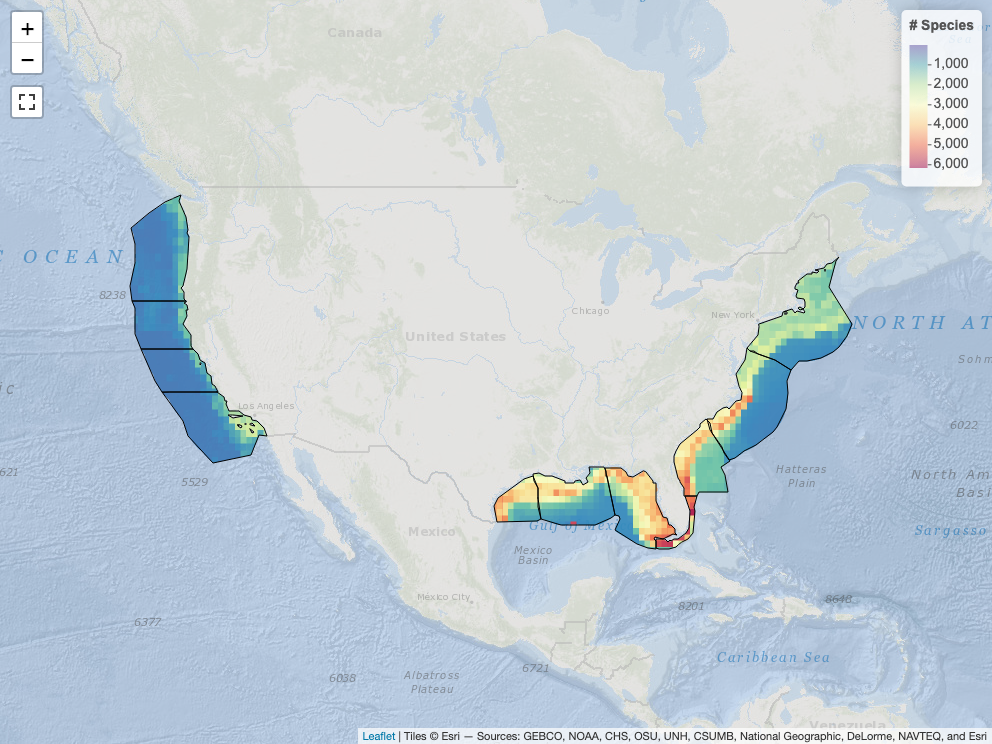 +
−
# Species
1,000
2,000
3,000
4,000
5,000
6,000
Canada
OCEAN
8238
Chicago
New York
United States
NORTH AT
Sohm
Los Angeles
6022
Hatteras
Plain
North Am
Basi
621
5529
Gulf of Mex
Sargasso
Mexico
Mexico
Basin
México City
8201
8648
6377
Caribbean Sea
6721
6038
Albatross
Plateau
Venezuela
Leaflet | Tiles © Esri — Sources: GEBCO, NOAA, CHS, OSU, UNH, CSUMB, National Geographic, DeLorme, NAVTEQ, and Esri